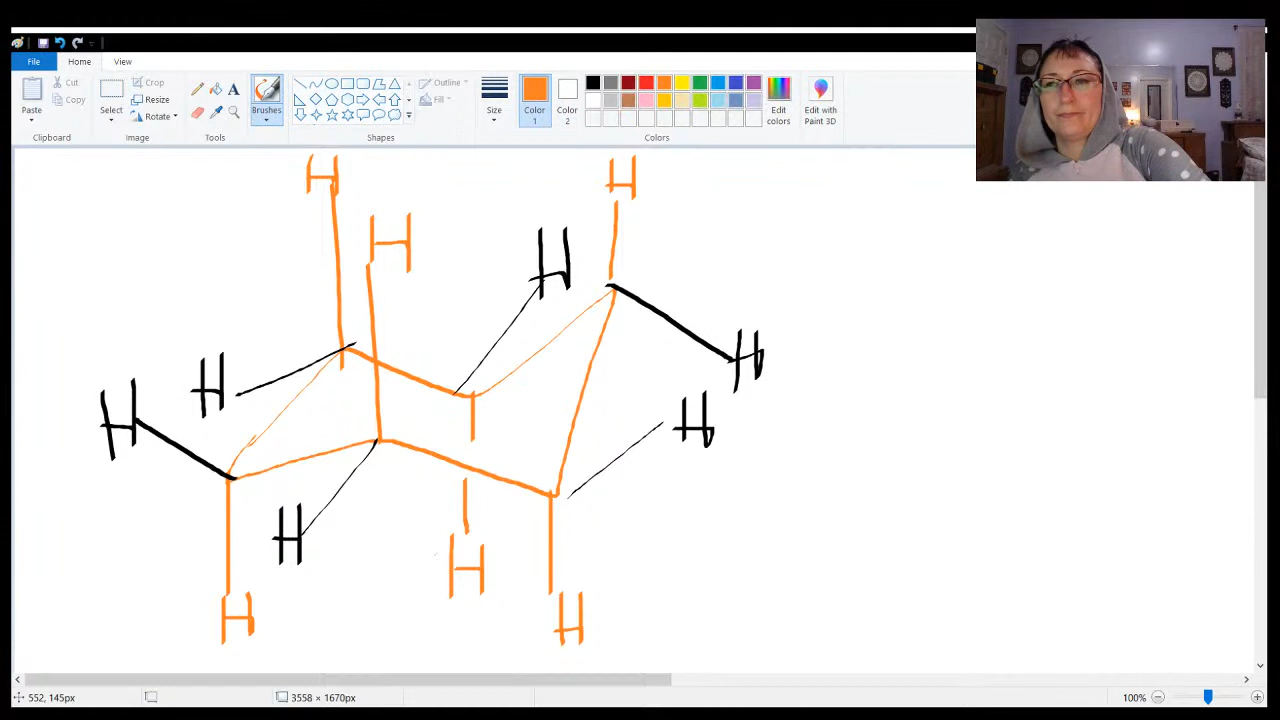 File Home View
Cut
Copy
Paste
Clipboard
Select
Crop
Resize
Rotate
Image
Tools
Brushes
Outline
Fill
Shapes
Size
Color 1
Color 2
Edit colors
Edit with Paint 3D
Colors
H H
H H
H H
H H
H
H H
H H
552, 145px 3558 × 1670px 100%